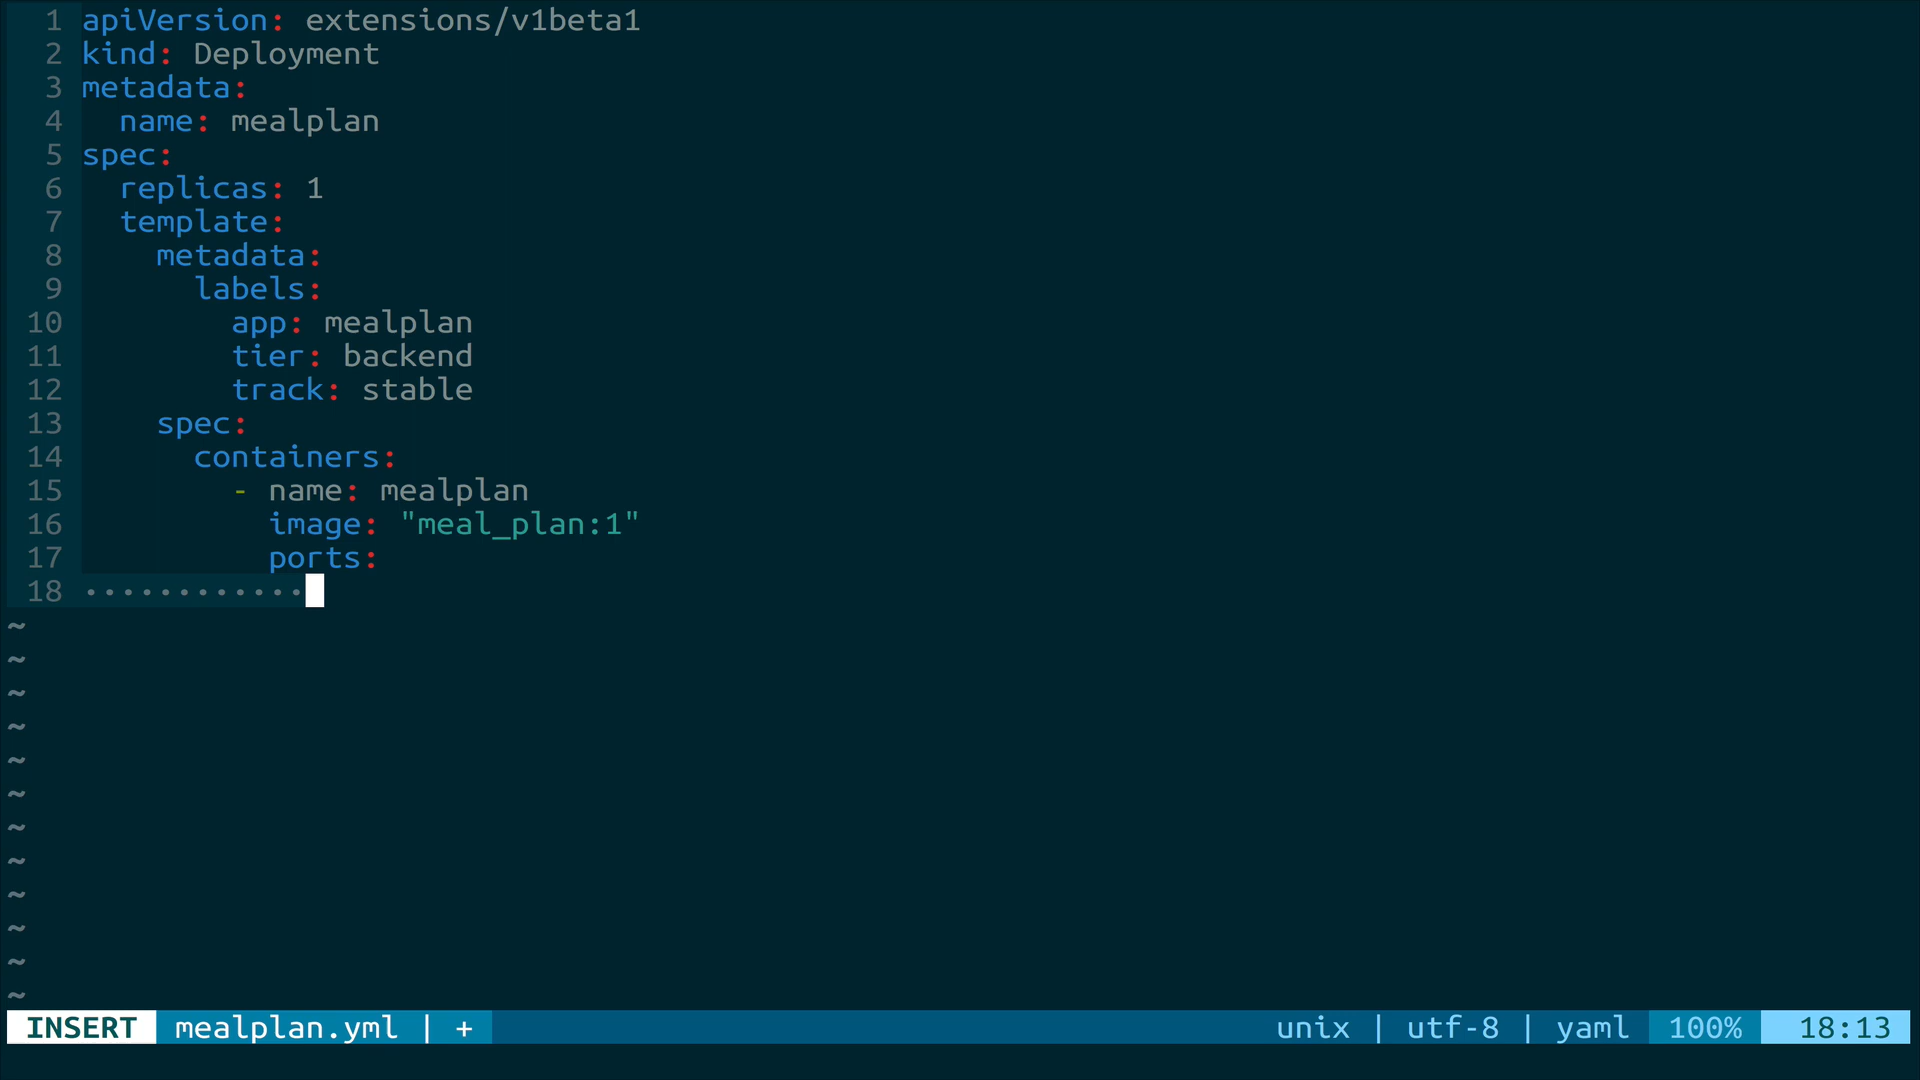 1 apiVersion: extensions/v1beta1
2 kind: Deployment
3 metadata:
4   name: mealplan
5 spec:
6   replicas: 1
7   template:
8     metadata:
9       labels:
10         app: mealplan
11         tier: backend
12         track: stable
13     spec:
14       containers:
15         - name: mealplan
16           image: "meal_plan:1"
17           ports:
18 ············
~
~
~
~
~
~
~
~
~
~
~
~
INSERT mealplan.yml | + unix | utf-8 | yaml 100% 18:13